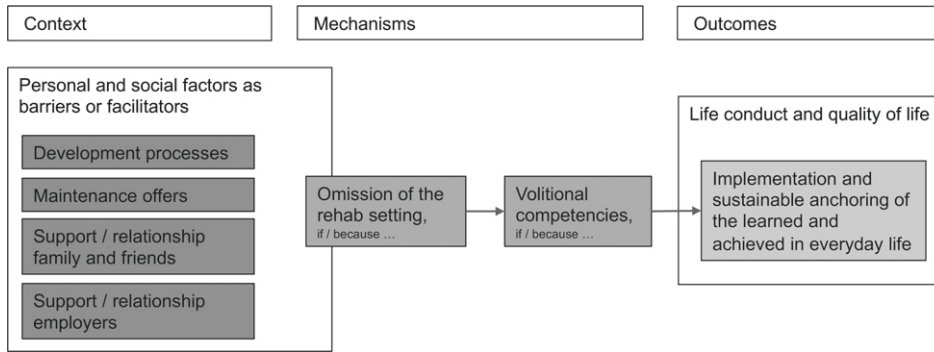 Context
Mechanisms
Outcomes
Personal and social factors as
barriers or facilitators
Development processes
Maintenance offers
Support / relationship
family and friends
Support / relationship
employers
Omission of the
rehab setting,
if / because ...
Volitional
competencies,
if / because ...
Life conduct and quality of life
Implementation and
sustainable anchoring of
the learned and
achieved in everyday life